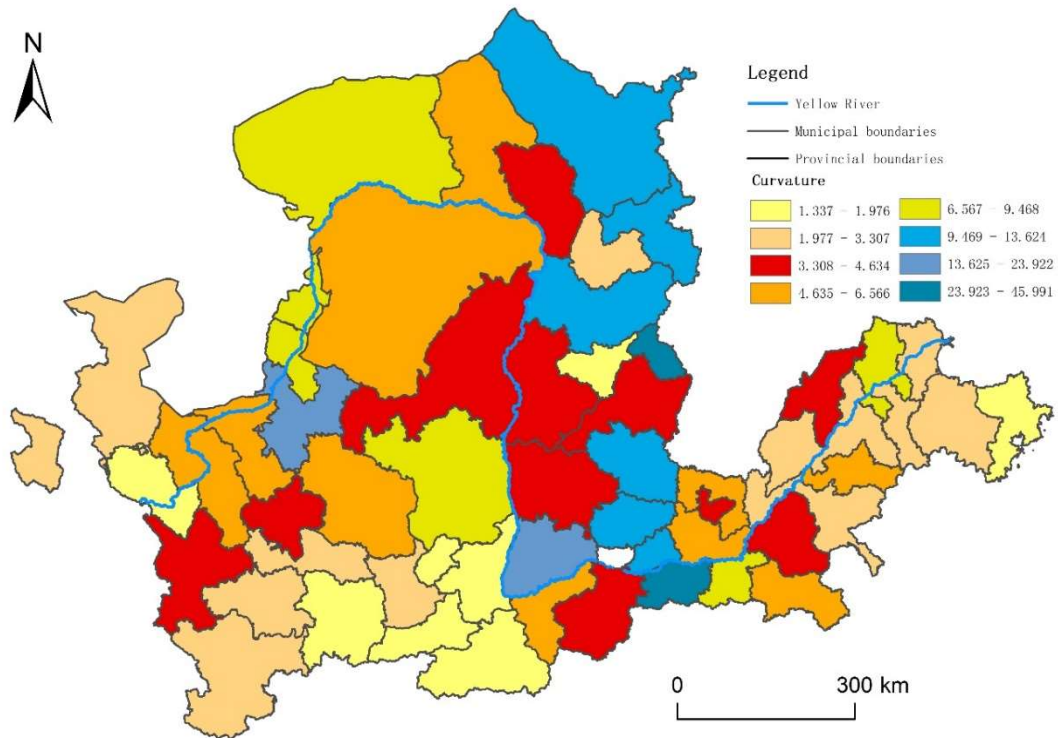 N
Legend
Yellow River
Municipal boundaries
Provincial boundaries
Curvature
1.337 - 1.976
6.567 - 9.468
1.977 - 3.307
9.469 - 13.624
3.308 - 4.634
13.625 - 23.922
4.635 - 6.566
23.923 - 45.991
0
300 km